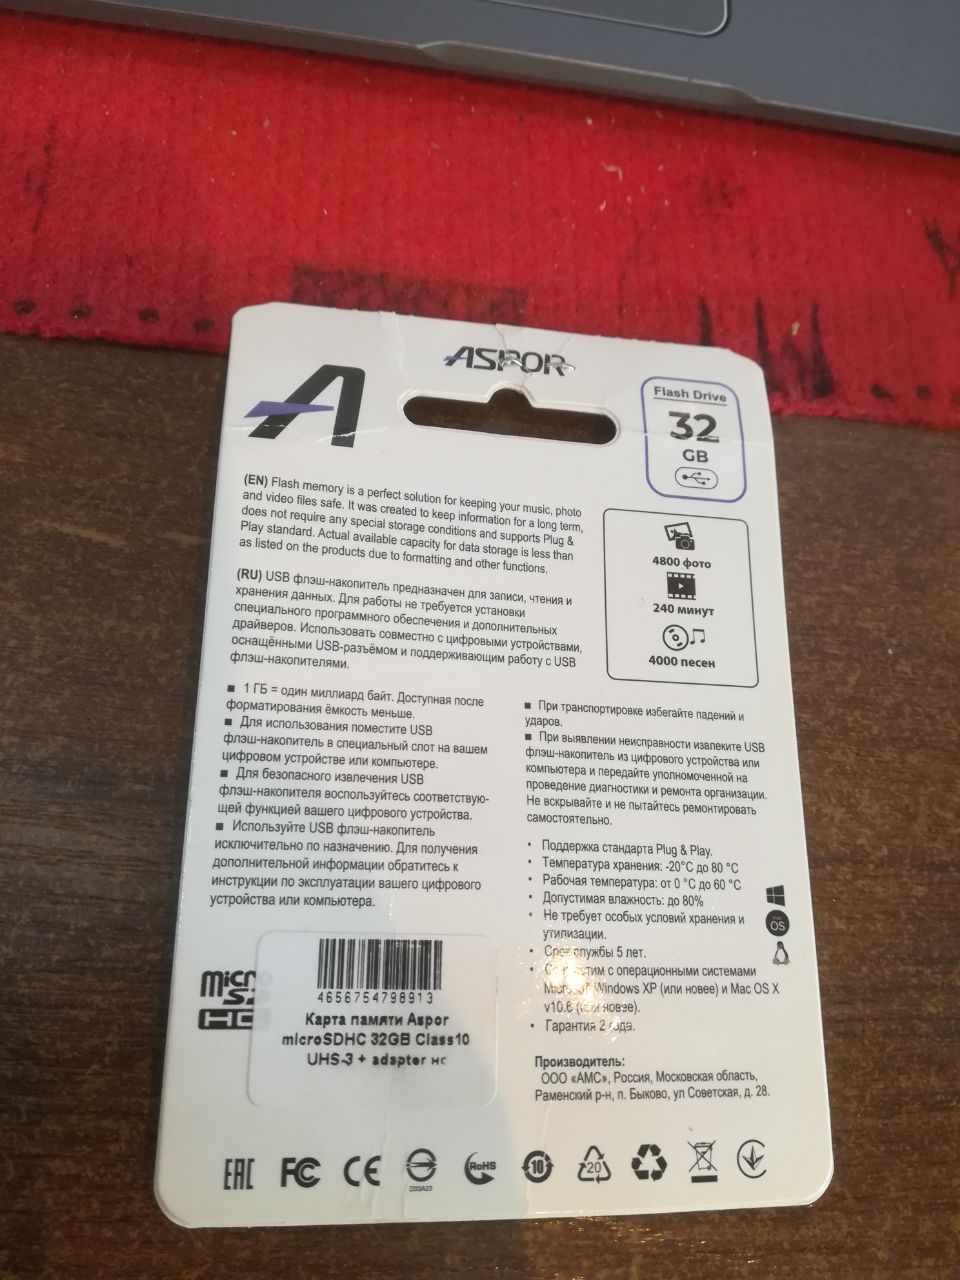 ASPOR
Flash Drive
32
GB
(EN) Flash memory is a perfect solution for keeping your music, photo
and video files safe. It was created to keep information for a long term,
does not require any special storage conditions and supports Plug &
Play standard. Actual available capacity for data storage is less than
as listed on the products due to formatting and other functions.
4800 фото
240 минут
4000 песен
(RU) USB флэш-накопитель предназначен для записи, чтения и
хранения данных. Для работы не требуется установки
специального программного обеспечения и дополнительных
драйверов. Использовать совместно с цифровыми устройствами,
оснащёнными USB-разъёмом и поддерживающим работу с USB
флэш-накопителями.
■ 1 ГБ = один миллиард байт. Доступная после
форматирования ёмкость меньше.
■ Для использования поместите USB
флэш-накопитель в специальный слот на вашем
цифровом устройстве или компьютере.
■ Для безопасного извлечения USB
флэш-накопителя воспользуйтесь соответствую-
щей функцией вашего цифрового устройства.
■ Используйте USB флэш-накопитель
исключительно по назначению. Для получения
дополнительной информации обратитесь к
инструкции по эксплуатации вашего цифрового
устройства или компьютера.
■ При транспортировке избегайте падений и
ударов.
■ При выявлении неисправности извлеките USB
флэш-накопитель из цифрового устройства или
компьютера и передайте уполномоченной на
проведение диагностики и ремонта организации.
Не вскрывайте и не пытайтесь ремонтировать
самостоятельно.
• Поддержка стандарта Plug & Play.
• Температура хранения: -20°C до 80 °C
• Рабочая температура: от 0 °C до 60 °C
• Допустимая влажность: до 80%
• Не требует особых условий хранения и
утилизации.
• Срок службы 5 лет.
• Совместим с операционными системами
Microsoft Windows XP (или новее) и Mac OS X
v10.6 (или новее).
• Гарантия 2 года.
OS
Производитель:
ООО «АМС», Россия, Московская область,
Раменский р-н, п. Быково, ул Советская, д. 28.
micro
SD
HC
4656754798913
Карта памяти Aspor
microSDHC 32GB Class10
UHS-3 + adapter нс
EAC FC CE RoHS 10 20
D33A23